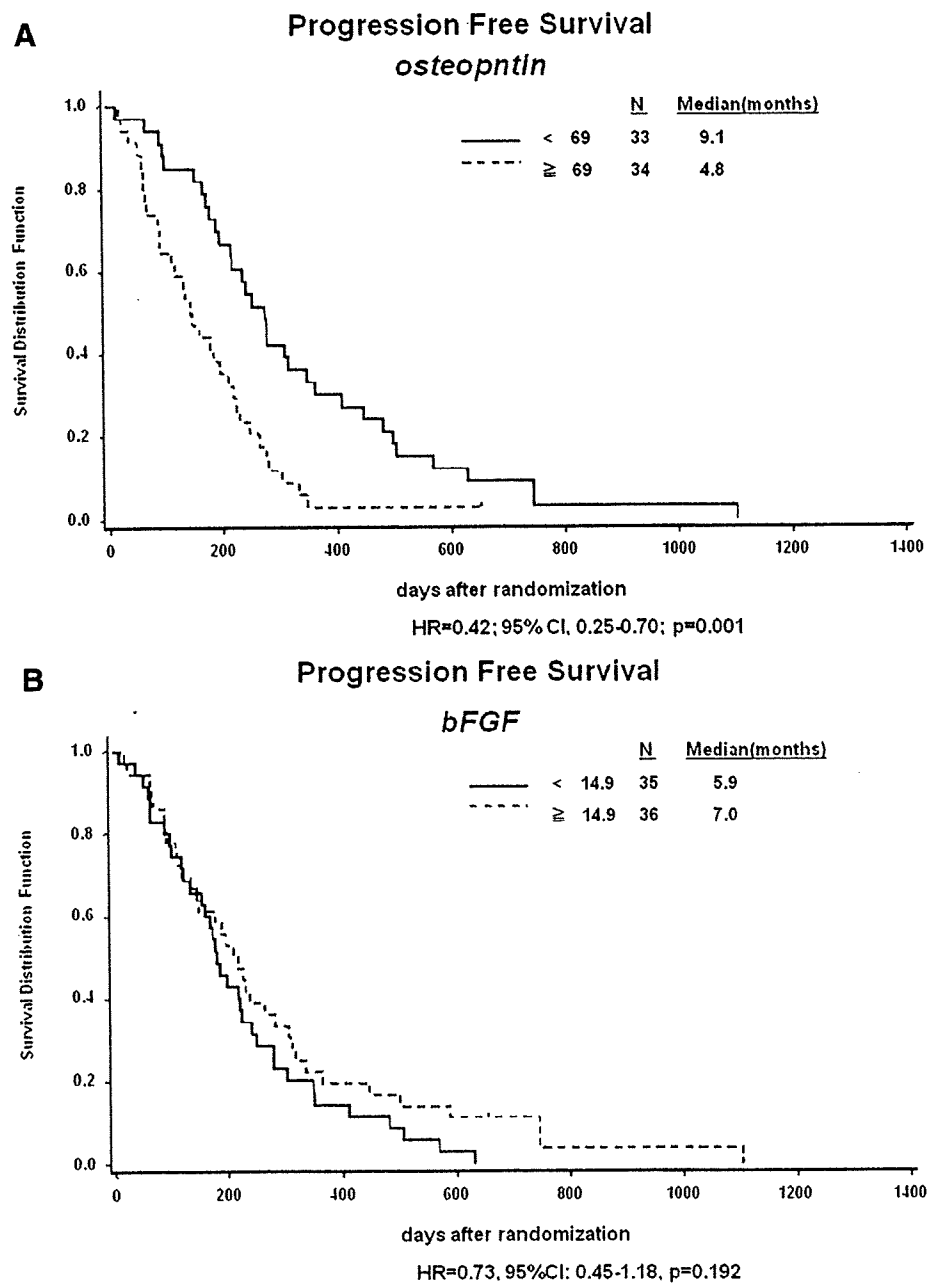 A
Progression Free Survival
osteopntin
N Median(months)
< 69 33 9.1
≧ 69 34 4.8
Survival Distribution Function
1.0
0.8
0.6
0.4
0.2
0.0
0 200 400 600 800 1000 1200 1400
days after randomization
HR=0.42; 95% CI, 0.25-0.70; p=0.001
B
Progression Free Survival
bFGF
N Median(months)
< 14.9 35 5.9
≧ 14.9 36 7.0
Survival Distribution Function
1.0
0.8
0.6
0.4
0.2
0.0
0 200 400 600 800 1000 1200 1400
days after randomization
HR=0.73, 95%CI: 0.45-1.18, p=0.192